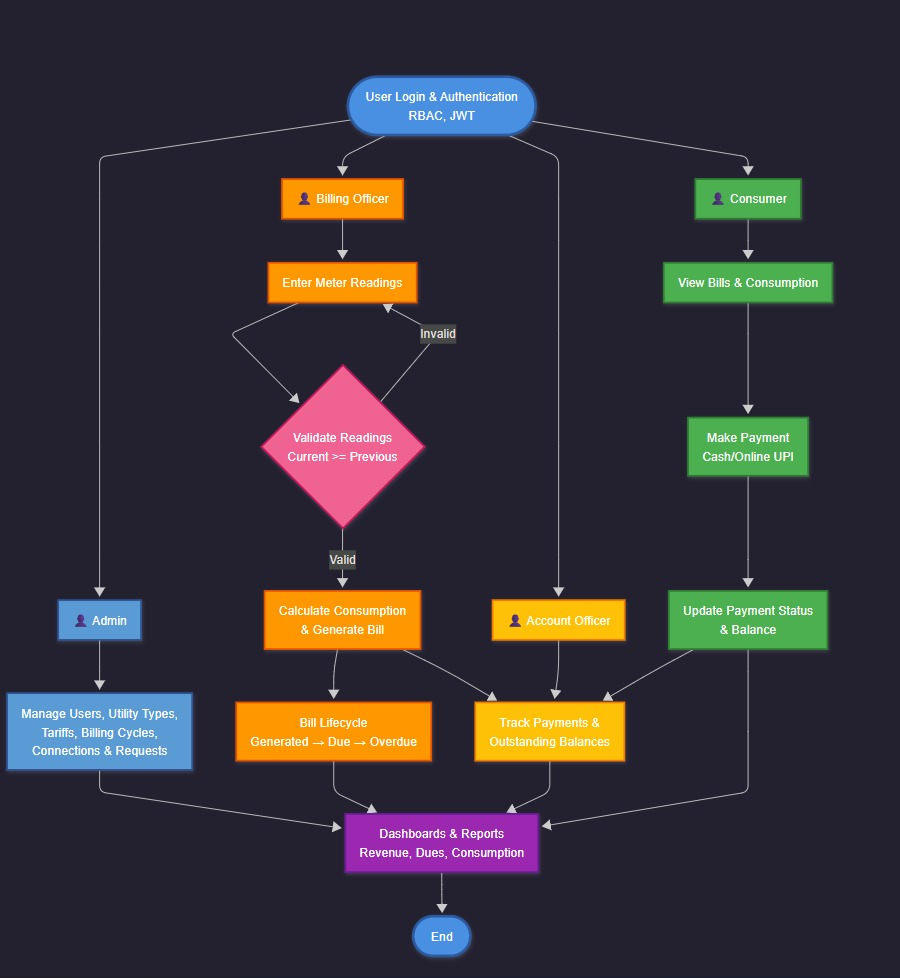 User Login & Authentication
RBAC, JWT
Billing Officer
Consumer
Enter Meter Readings
View Bills & Consumption
Invalid
Validate Readings
Current >= Previous
Make Payment
Cash/Online UPI
Valid
Admin
Calculate Consumption
& Generate Bill
Account Officer
Update Payment Status
& Balance
Manage Users, Utility Types,
Tariffs, Billing Cycles,
Connections & Requests
Bill Lifecycle
Generated → Due → Overdue
Track Payments &
Outstanding Balances
Dashboards & Reports
Revenue, Dues, Consumption
End